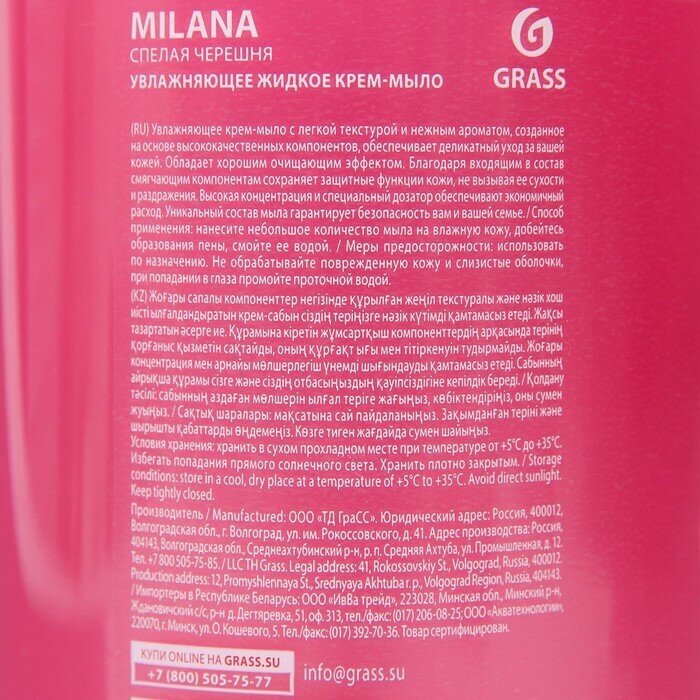 MILANA
СПЕЛАЯ ЧЕРЕШНЯ
УВЛАЖНЯЮЩЕЕ ЖИДКОЕ КРЕМ-МЫЛО
GRASS
(RU) Увлажняющее крем-мыло с легкой текстурой и нежным ароматом, созданное
на основе высококачественных компонентов, обеспечивает деликатный уход за вашей
кожей. Обладает хорошим очищающим эффектом. Благодаря входящим в состав
смягчающим компонентам сохраняет защитные функции кожи, не вызывая ее сухости
и раздражения. Высокая концентрация и специальный дозатор обеспечивают экономичный
расход. Уникальный состав мыла гарантирует безопасность вам и вашей семье. / Способ
применения: нанесите небольшое количество мыла на влажную кожу, добейтесь
образования пены, смойте ее водой. / Меры предосторожности: использовать
по назначению. Не обрабатывать поврежденную кожу и слизистые оболочки,
при попадании в глаза промойте проточной водой.
(KZ) Жоғары сапалы компоненттер негізінде құрылған жеңіл текстуралы және нәзік хош
иісті ылғалдандыратын крем-сабын сіздің теріңізге нәзік күтімді қамтамасыз етеді. Жақсы
тазартатын әсерге ие. Құрамына кіретін жұмсартқыш компоненттердің арқасында терінің
қорғаныс қызметін сақтайды, оның құрғақтығы мен тітіркенуін тудырмайды. Жоғары
концентрация мен арнайы мөлшерлегіш үнемді шығындауды қамтамасыз етеді. Сабынның
айрықша құрамы сізге және сіздің отбасыңыздың қауіпсіздігіне кепілдік береді. / Қолдану
тәсілі: сабынның аздаған мөлшерін ылғал теріге жағыңыз, көбіктендіріңіз, оны сумен
жуыңыз. / Сақтық шаралары: мақсатына сай пайдаланыңыз. Зақымданған теріні және
шырышты қабаттарды өңдемеңіз. Көзге тиген жағдайда сумен шайыңыз.
Условия хранения: хранить в сухом прохладном месте при температуре от +5°С до +35°С.
Избегать попадания прямого солнечного света. Хранить плотно закрытым. / Storage
conditions: store in a cool, dry place at a temperature of +5°C to +35°C. Avoid direct sunlight.
Keep tightly closed.
Производитель / Manufactured: ООО «ТД ГраСС». Юридический адрес: Россия, 400012,
Волгоградская обл., г. Волгоград, ул. им. Рокоссовского, д. 41. Адрес производства: Россия,
404143, Волгоградская обл., Среднеахтубинский р-н, р. п. Средняя Ахтуба, ул. Промышленная, д. 12.
Тел. +7 800 505-75-85. / LLC TH Grass. Legal address: 41, Rokossovskiy St., Volgograd, Russia, 400012.
Production address: 12, Promyshlennaya St., Srednyaya Akhtuba r. p., Volgograd Region, Russia, 404143.
/ Импортеры в Республику Беларусь: ООО «ИвВа трейд», 223028, Минская обл., Минский р-н,
Ждановичский с/с, р-н д. Дегтяревка, 51, оф. 313, тел./факс: (017) 206-08-25; ООО «Акватехнологии»,
220070, г. Минск, ул. О. Кошевого, 5. Тел./факс: (017) 392-70-36. Товар сертифицирован.
КУПИ ONLINE НА GRASS.SU
+7 (800) 505-75-77
info@grass.su